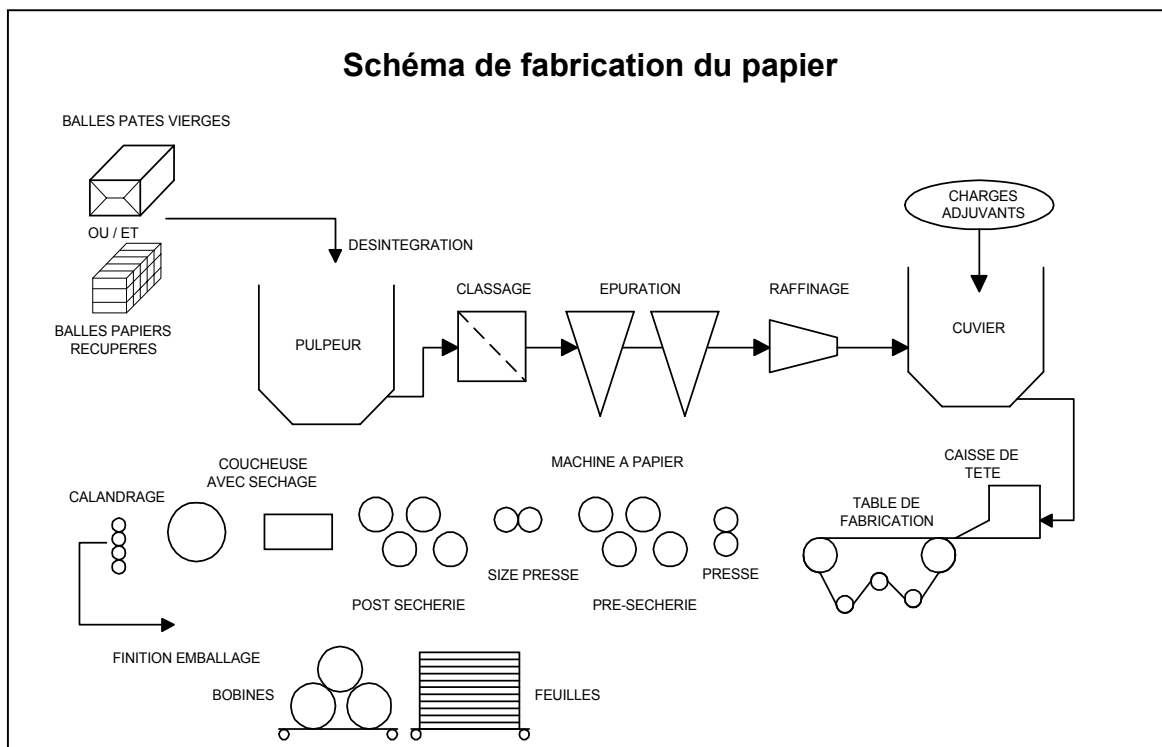 Schéma de fabrication du papier
BALLES PATES VIERGES
OU / ET
BALLES PAPIERS
RECUPERES
DESINTEGRATION
PULPEUR
CLASSAGE
EPURATION
RAFFINAGE
CHARGES
ADJUVANTS
CUVIER
CAISSE DE
TETE
TABLE DE
FABRICATION
MACHINE A PAPIER
PRESSE
PRE-SECHERIE
SIZE PRESSE
POST SECHERIE
COUCHEUSE
AVEC SECHAGE
CALANDRAGE
FINITION EMBALLAGE
BOBINES
FEUILLES